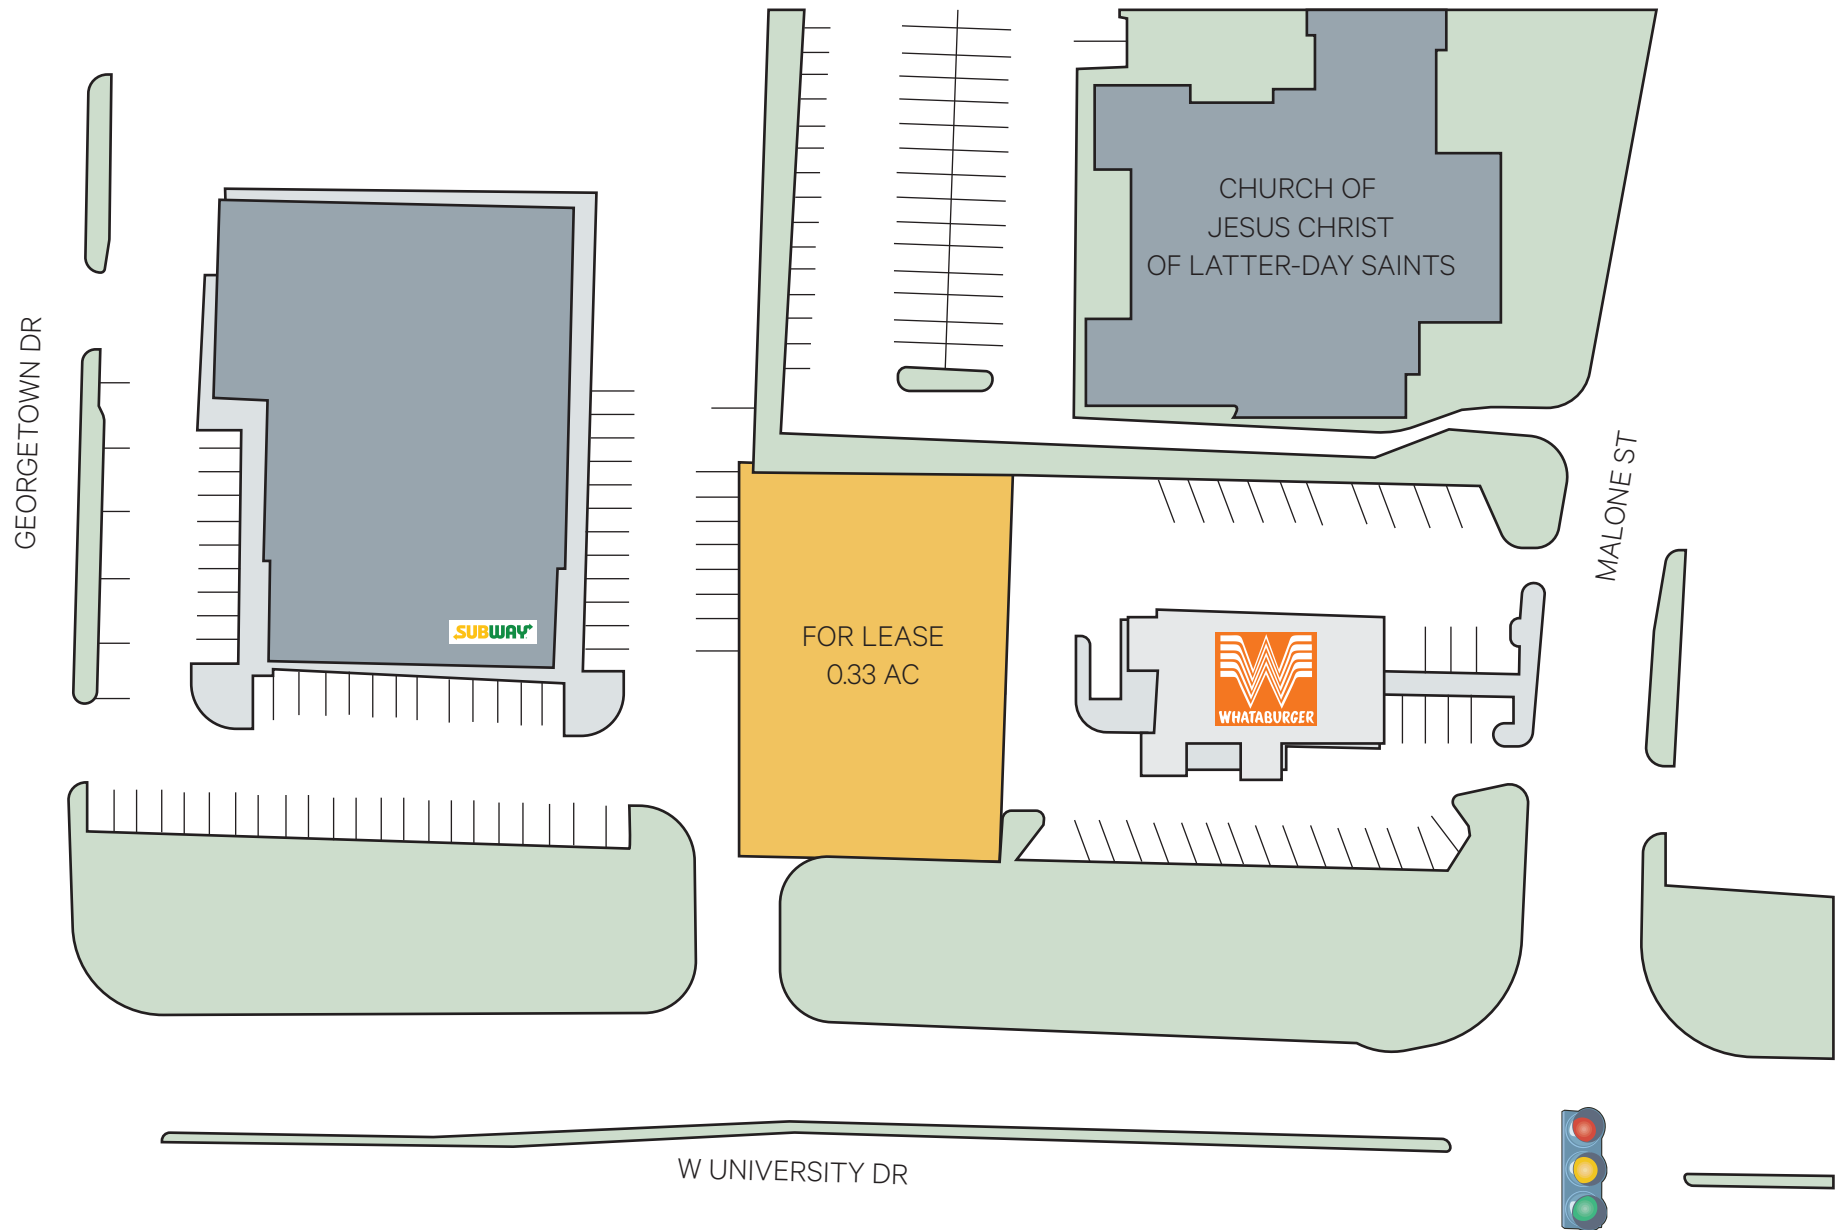 CHURCH OF
JESUS CHRIST
OF LATTER-DAY SAINTS
GEORGETOWN DR
MALONE ST
SUBWAY
FOR LEASE
0.33 AC
WHATABURGER
W UNIVERSITY DR